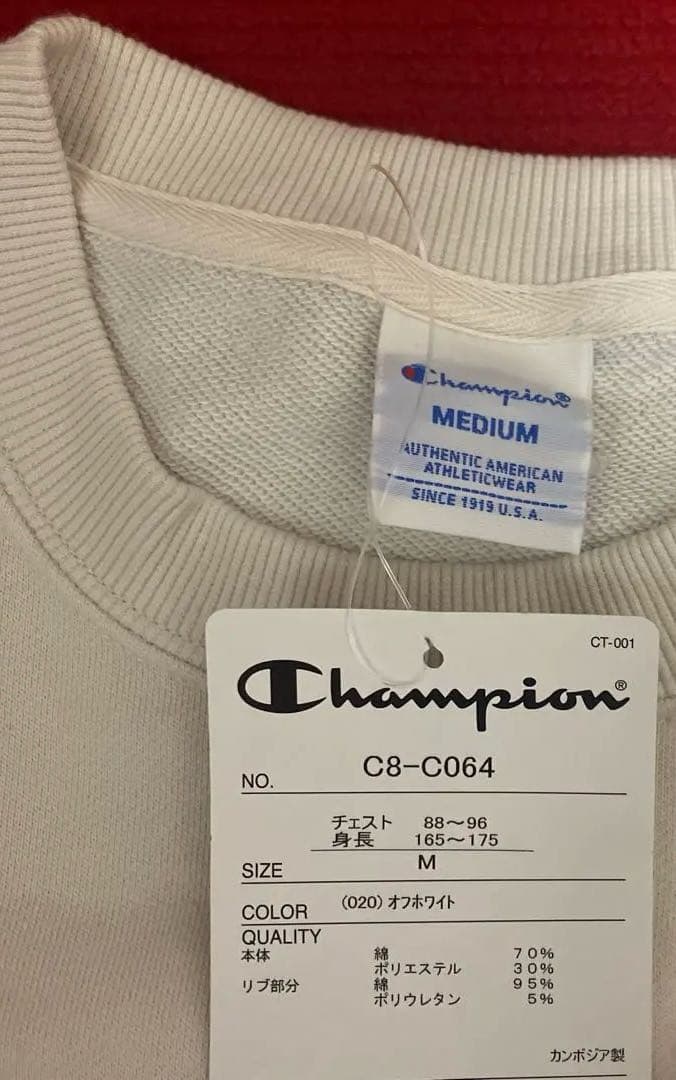 Champion®
MEDIUM
AUTHENTIC AMERICAN
ATHLETICWEAR
SINCE 1919 U.S.A.
CT-001
Champion®
NO. C8-C064
チェスト 88～96
身長 165～175
SIZE M
COLOR (020) オフホワイト
QUALITY
本体 綿 70%
ポリエステル 30%
リブ部分 綿 95%
ポリウレタン 5%
カンボジア製